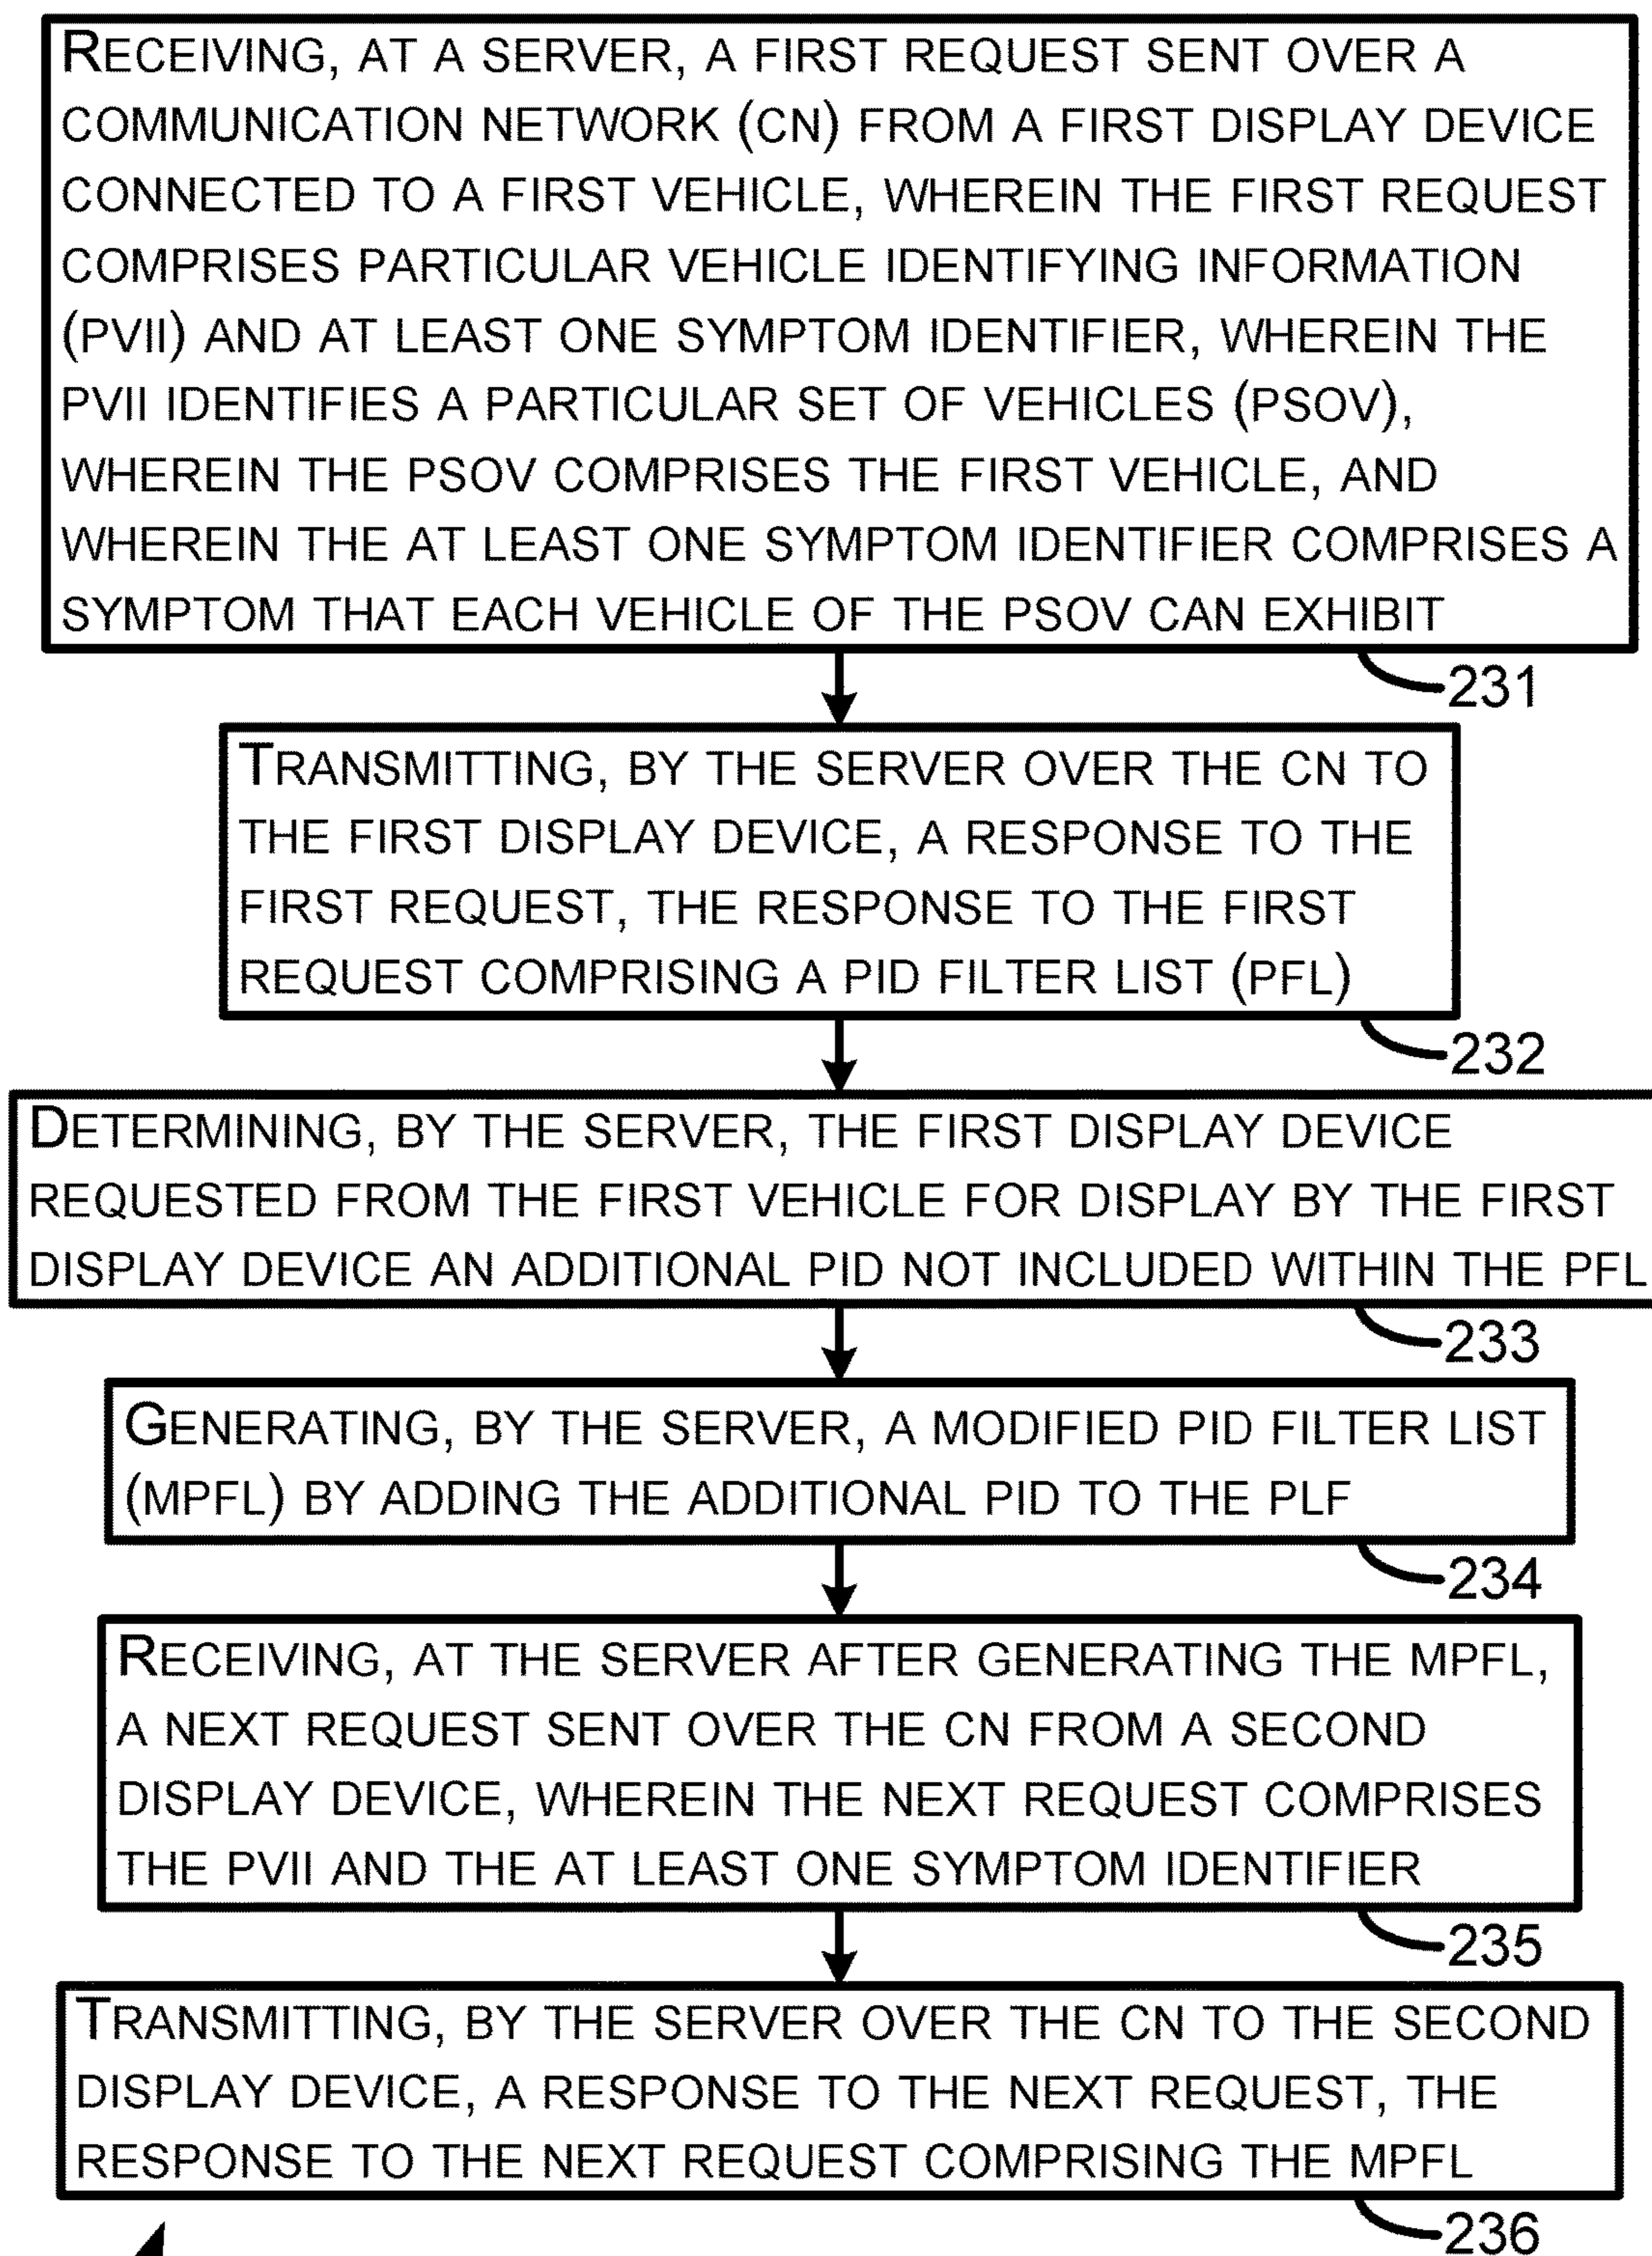 RECEIVING, AT A SERVER, A FIRST REQUEST SENT OVER A
COMMUNICATION NETWORK (CN) FROM A FIRST DISPLAY DEVICE
CONNECTED TO A FIRST VEHICLE, WHEREIN THE FIRST REQUEST
COMPRISES PARTICULAR VEHICLE IDENTIFYING INFORMATION
(PVII) AND AT LEAST ONE SYMPTOM IDENTIFIER, WHEREIN THE
PVII IDENTIFIES A PARTICULAR SET OF VEHICLES (PSOV),
WHEREIN THE PSOV COMPRISES THE FIRST VEHICLE, AND
WHEREIN THE AT LEAST ONE SYMPTOM IDENTIFIER COMPRISES A
SYMPTOM THAT EACH VEHICLE OF THE PSOV CAN EXHIBIT
231
TRANSMITTING, BY THE SERVER OVER THE CN TO
THE FIRST DISPLAY DEVICE, A RESPONSE TO THE
FIRST REQUEST, THE RESPONSE TO THE FIRST
REQUEST COMPRISING A PID FILTER LIST (PFL)
232
DETERMINING, BY THE SERVER, THE FIRST DISPLAY DEVICE
REQUESTED FROM THE FIRST VEHICLE FOR DISPLAY BY THE FIRST
DISPLAY DEVICE AN ADDITIONAL PID NOT INCLUDED WITHIN THE PFL
233
GENERATING, BY THE SERVER, A MODIFIED PID FILTER LIST
(MPFL) BY ADDING THE ADDITIONAL PID TO THE PLF
234
RECEIVING, AT THE SERVER AFTER GENERATING THE MPFL,
A NEXT REQUEST SENT OVER THE CN FROM A SECOND
DISPLAY DEVICE, WHEREIN THE NEXT REQUEST COMPRISES
THE PVII AND THE AT LEAST ONE SYMPTOM IDENTIFIER
235
TRANSMITTING, BY THE SERVER OVER THE CN TO THE SECOND
DISPLAY DEVICE, A RESPONSE TO THE NEXT REQUEST, THE
RESPONSE TO THE NEXT REQUEST COMPRISING THE MPFL
236